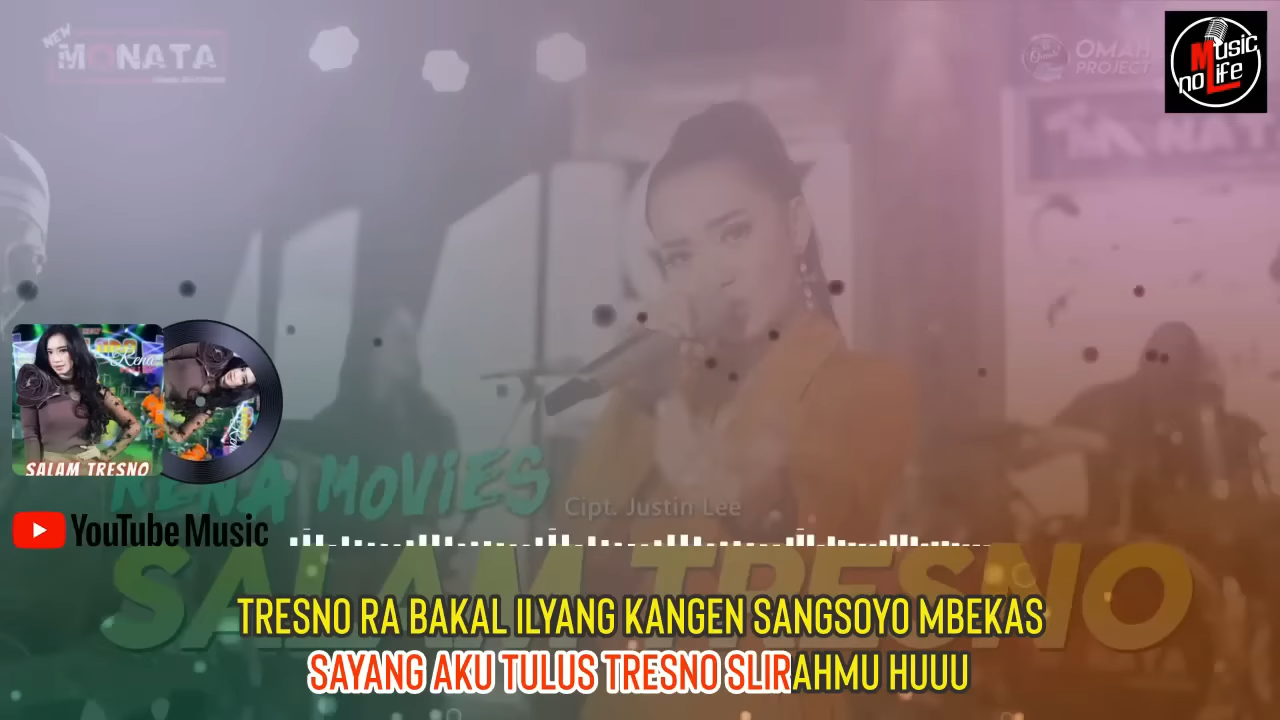 NEW
MONATA
OMAH
PROJECT
Music
no Life
Rena
SALAM TRESNO
RENA MOVIES
Cipt. Justin Lee
YouTube Music
SALAM TRESNO
TRESNO RA BAKAL ILYANG KANGEN SANGSOYO MBEKAS
SAYANG AKU TULUS TRESNO SLIRAHMU HUUU